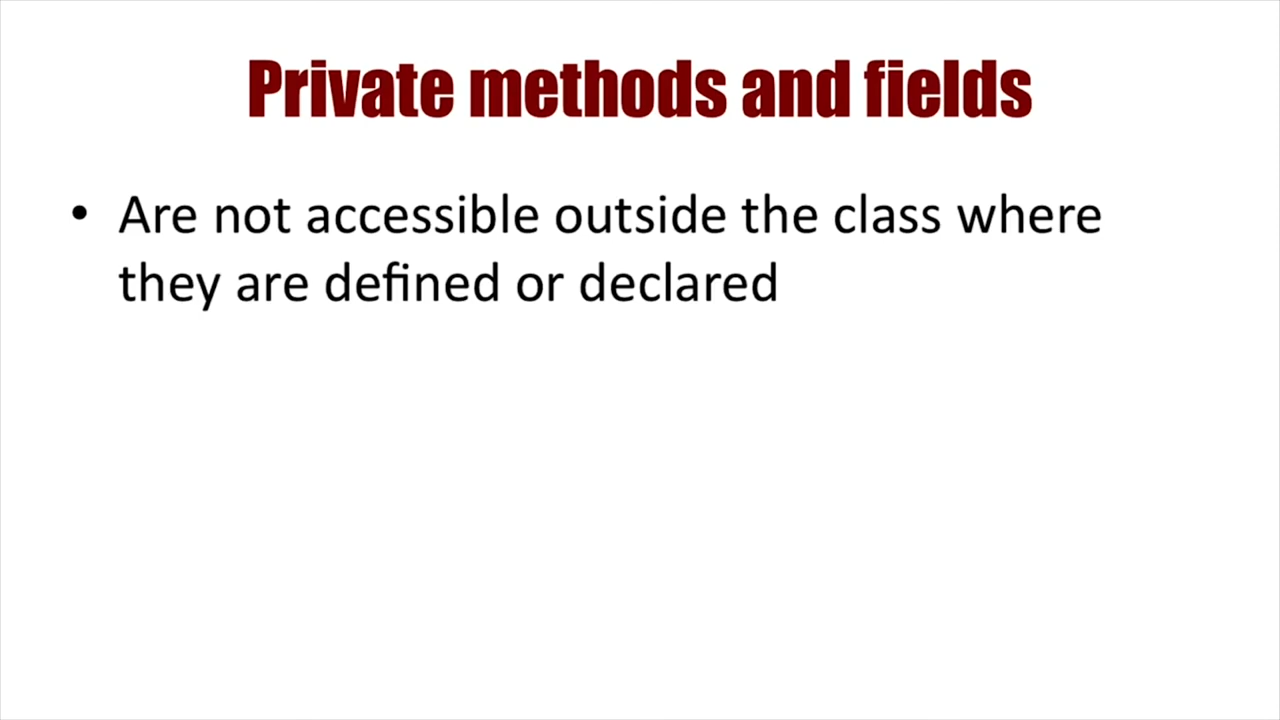 Private methods and fields
• Are not accessible outside the class where
they are defined or declared